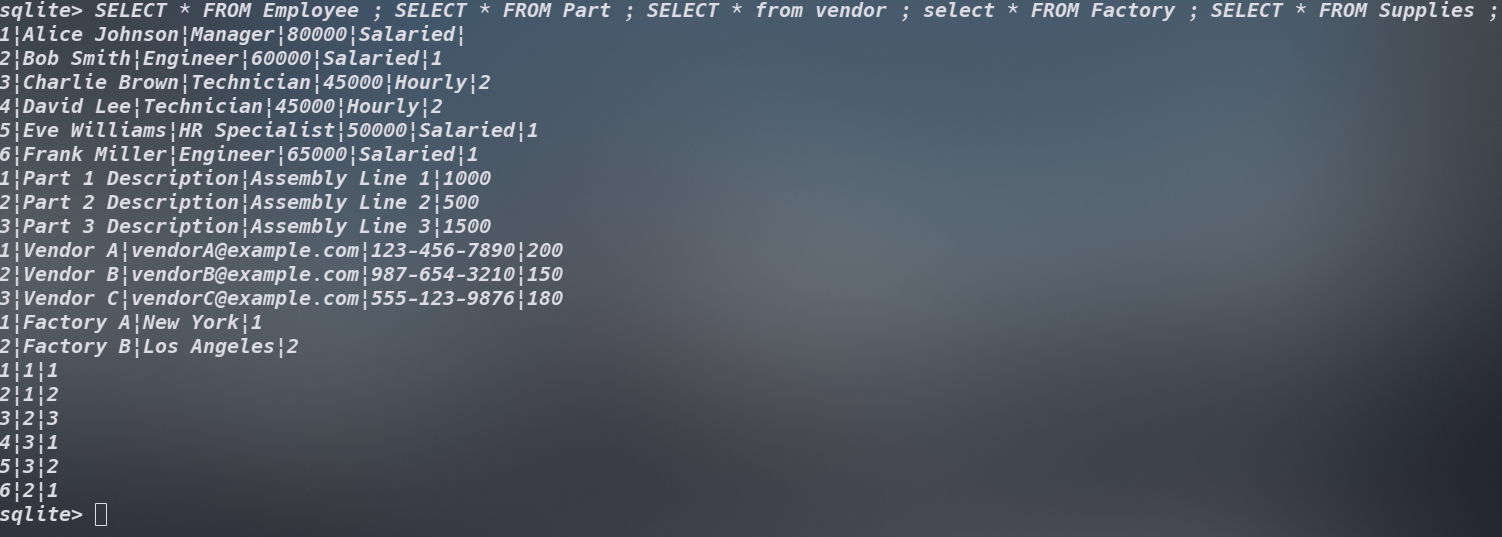 sqlite> SELECT * FROM Employee ; SELECT * FROM Part ; SELECT * from vendor ; select * FROM Factory ; SELECT * FROM Supplies ;
1|Alice Johnson|Manager|80000|Salaried|
2|Bob Smith|Engineer|60000|Salaried|1
3|Charlie Brown|Technician|45000|Hourly|2
4|David Lee|Technician|45000|Hourly|2
5|Eve Williams|HR Specialist|50000|Salaried|1
6|Frank Miller|Engineer|65000|Salaried|1
1|Part 1 Description|Assembly Line 1|1000
2|Part 2 Description|Assembly Line 2|500
3|Part 3 Description|Assembly Line 3|1500
1|Vendor A|vendorA@example.com|123-456-7890|200
2|Vendor B|vendorB@example.com|987-654-3210|150
3|Vendor C|vendorC@example.com|555-123-9876|180
1|Factory A|New York|1
2|Factory B|Los Angeles|2
1|1|1
2|1|2
3|2|3
4|3|1
5|3|2
6|2|1
sqlite>